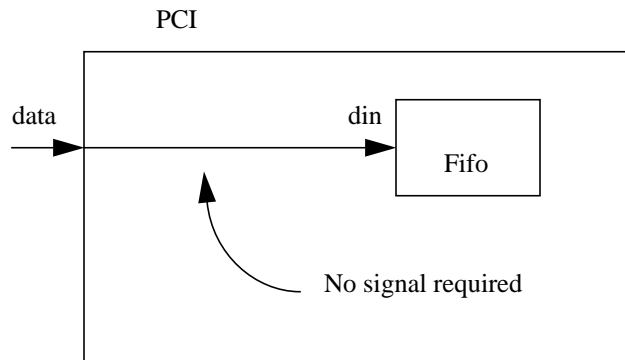 PCI
data
din
Fifo
No signal required